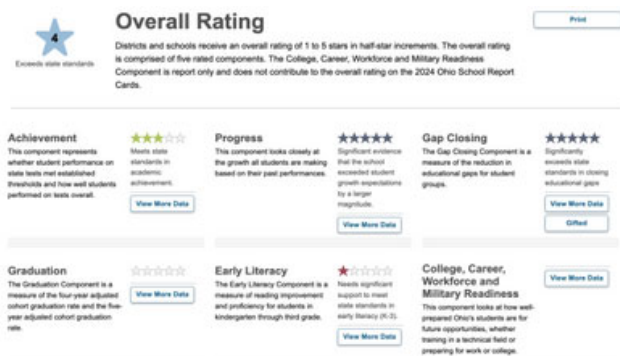 Overall Rating
Print
4
Exceeds state standards
Districts and schools receive an overall rating of 1 to 5 stars in half-star increments. The overall rating
is comprised of five rated components. The College, Career, Workforce and Military Readiness
Component is report only and does not contribute to the overall rating on the 2024 Ohio School Report
Cards.
Achievement
This component represents
whether student performance on
state tests met established
thresholds and how well students
performed on tests overall.
Meets state
standards in
academic
achievement.
View More Data
Progress
This component looks closely at
the growth all students are making
based on their past performances.
Significant evidence
that the school
exceeded student
growth expectations
by a larger
magnitude.
View More Data
Gap Closing
The Gap Closing Component is a
measure of the reduction in
educational gaps for student
groups.
Significantly
exceeds state
standards in closing
educational gaps
View More Data
Gifted
Graduation
The Graduation Component is a
measure of the four-year adjusted
cohort graduation rate and the five-
year adjusted cohort graduation
rate.
View More Data
Early Literacy
The Early Literacy Component is a
measure of reading improvement
and proficiency for students in
kindergarten through third grade.
Needs significant
support to meet
state standards in
early literacy (K-3).
View More Data
College, Career,
Workforce and
Military Readiness
This component looks at how well-
prepared Ohio's students are for
future opportunities, whether
training in a technical field or
preparing for work or college.
View More Data